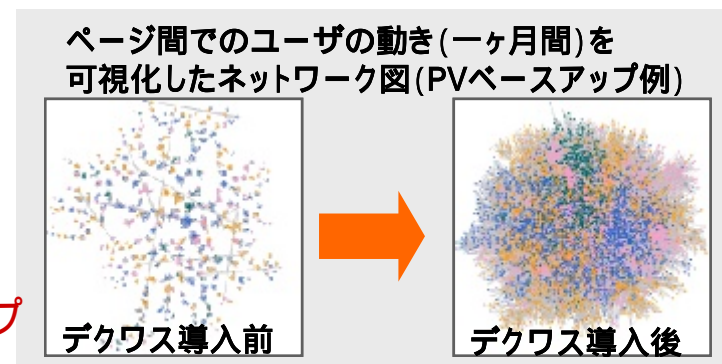 ページ間でのユーザの動き(一ヶ月間)を
可視化したネットワーク図(PVベースアップ例)
プ
デクワス導入前
デクワス導入後